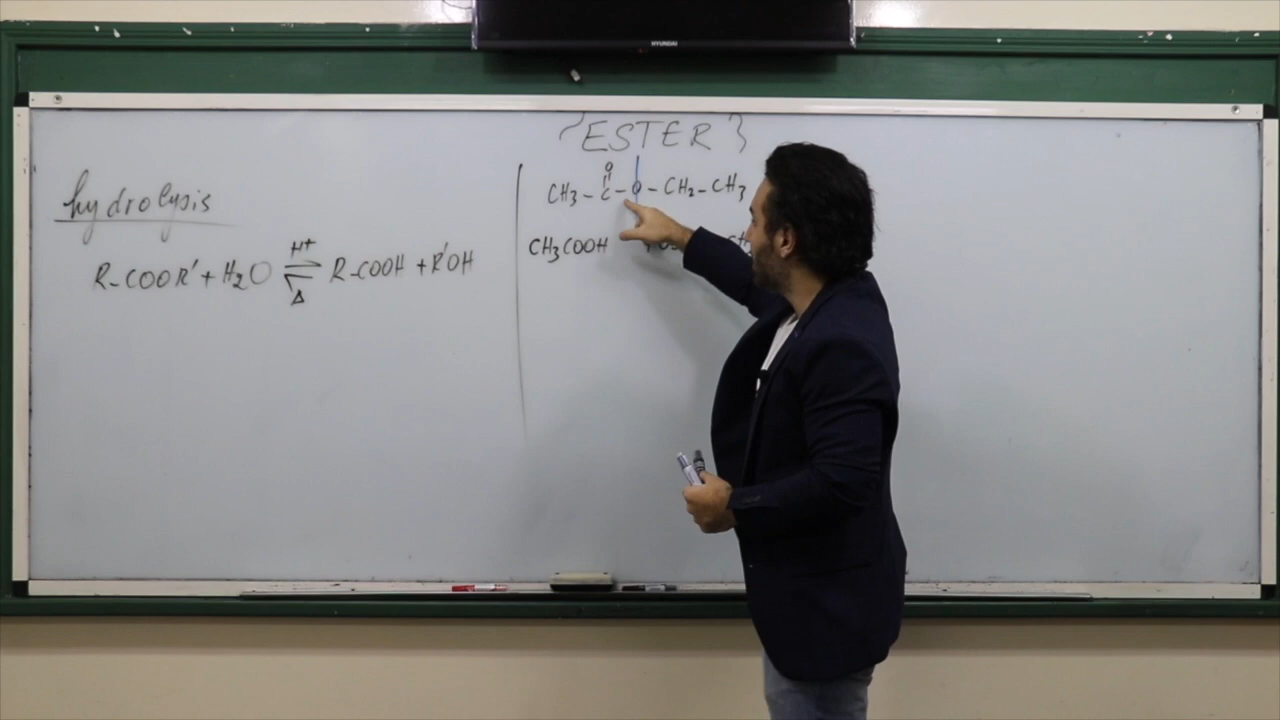 HYUNDAI
{ESTER}
hydrolysis
R-COOR'+H2O ⇌ R-COOH+R'OH
H+
Δ
O
CH3-C-O-CH2-CH3
CH3COOH